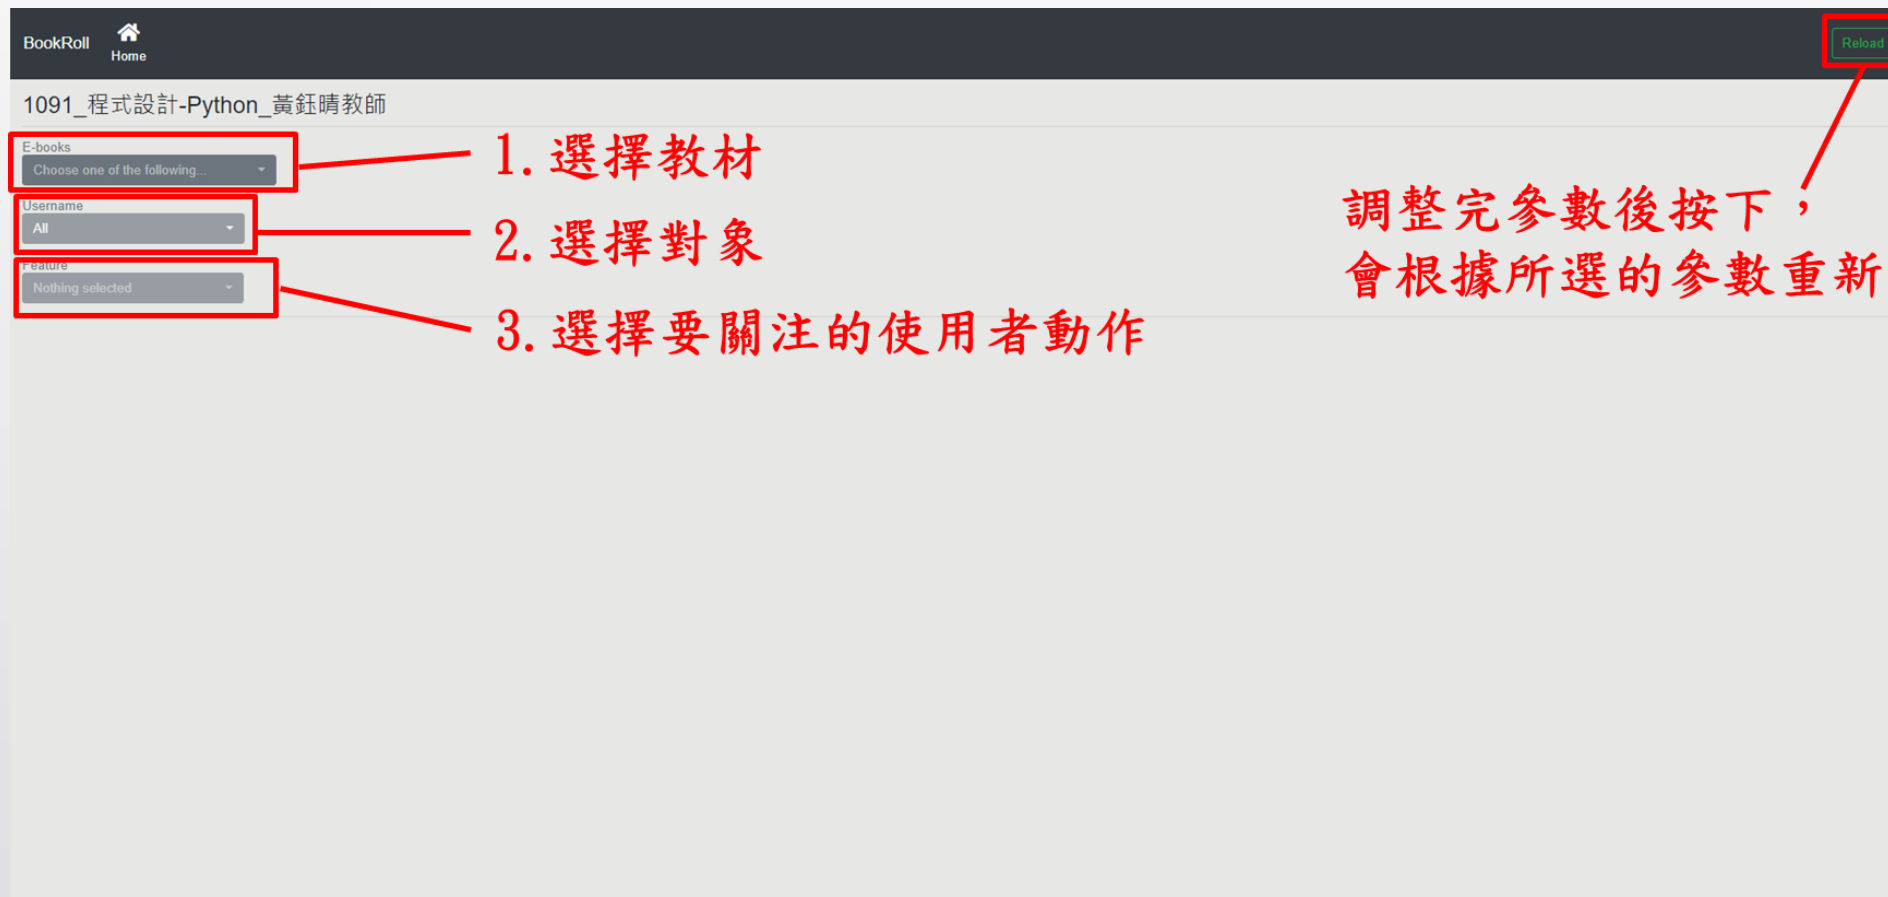 BookRoll
Home
Reload
1091_程式設計-Python_黃鈺晴教師
E-books
Choose one of the following...
1.選擇教材
Username
All
2.選擇對象
Feature
Nothing selected
3.選擇要關注的使用者動作
調整完參數後按下，
會根據所選的參數重新